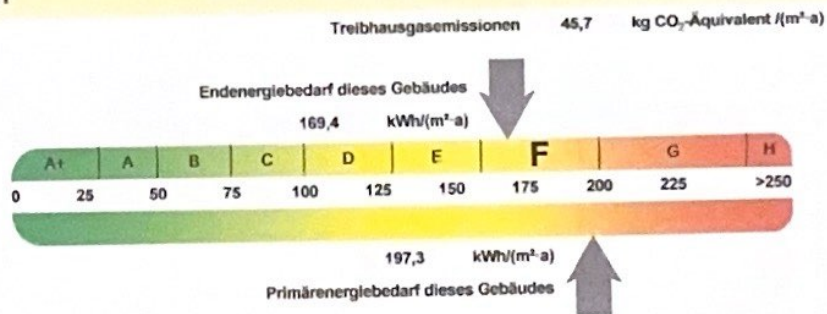 Treibhausgasemissionen 45,7 kg CO₂-Äquivalent /(m²·a)
Endenergiebedarf dieses Gebäudes
169,4 kWh/(m²·a)
A+ A B C D E F G H
0 25 50 75 100 125 150 175 200 225 >250
197,3 kWh/(m²·a)
Primärenergiebedarf dieses Gebäudes